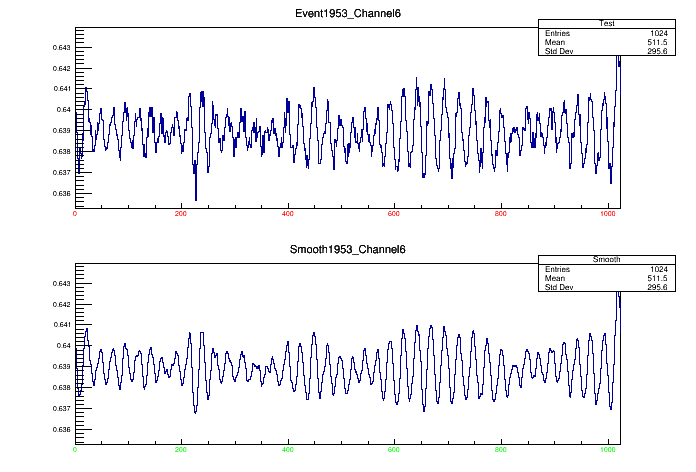 Event1953_Channel6
Test
Entries 1024
Mean 511.5
Std Dev 295.6
0.643
0.642
0.641
0.64
0.639
0.638
0.637
0.636
0 200 400 600 800 1000
Smooth1953_Channel6
Smooth
Entries 1024
Mean 511.5
Std Dev 295.6
0.643
0.642
0.641
0.64
0.639
0.638
0.637
0.636
0 200 400 600 800 1000